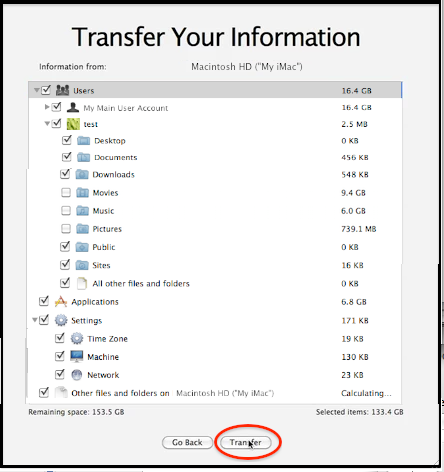 Transfer Your Information
Information from: Macintosh HD ("My iMac")
Users 16.4 GB
My Main User Account 16.4 GB
test 2.5 MB
Desktop 0 KB
Documents 456 KB
Downloads 548 KB
Movies 9.4 GB
Music 6.0 GB
Pictures 739.1 MB
Public 0 KB
Sites 16 KB
All other files and folders 0 KB
Applications 6.8 GB
Settings 171 KB
Time Zone 19 KB
Machine 130 KB
Network 23 KB
Other files and folders on Macintosh HD ("My iMac") Calculating...
Remaining space: 153.5 GB Selected items: 133.4 GB
Go Back Transfer